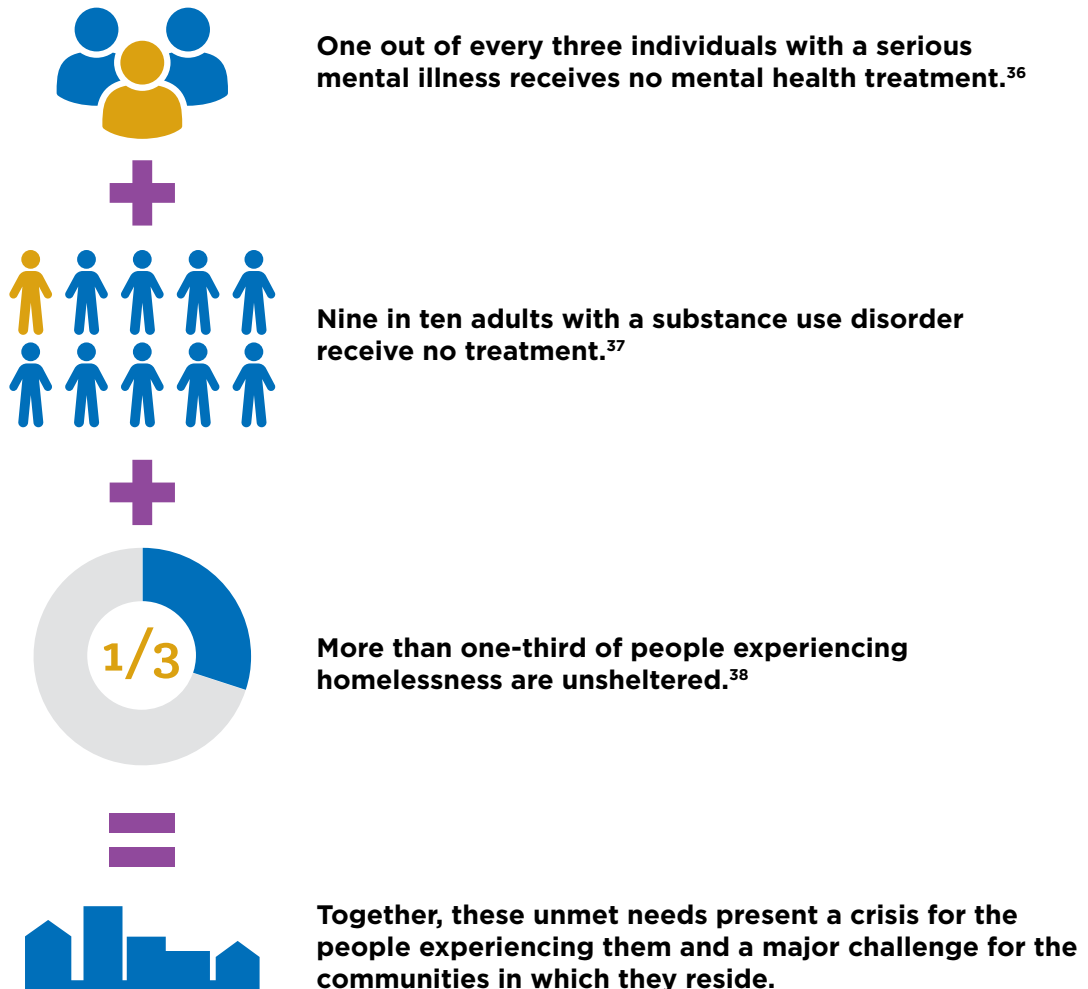 One out of every three individuals with a serious
mental illness receives no mental health treatment.36
Nine in ten adults with a substance use disorder
receive no treatment.37
1/3
More than one-third of people experiencing
homelessness are unsheltered.38
Together, these unmet needs present a crisis for the
people experiencing them and a major challenge for the
communities in which they reside.